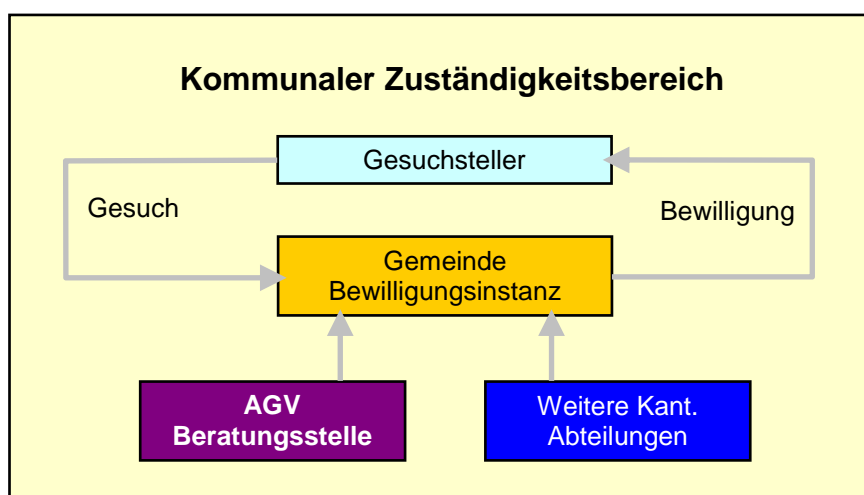 Kommunaler Zuständigkeitsbereich
Gesuchsteller
Gesuch
Bewilligung
Gemeinde
Bewilligungsinstanz
AGV
Beratungsstelle
Weitere Kant.
Abteilungen